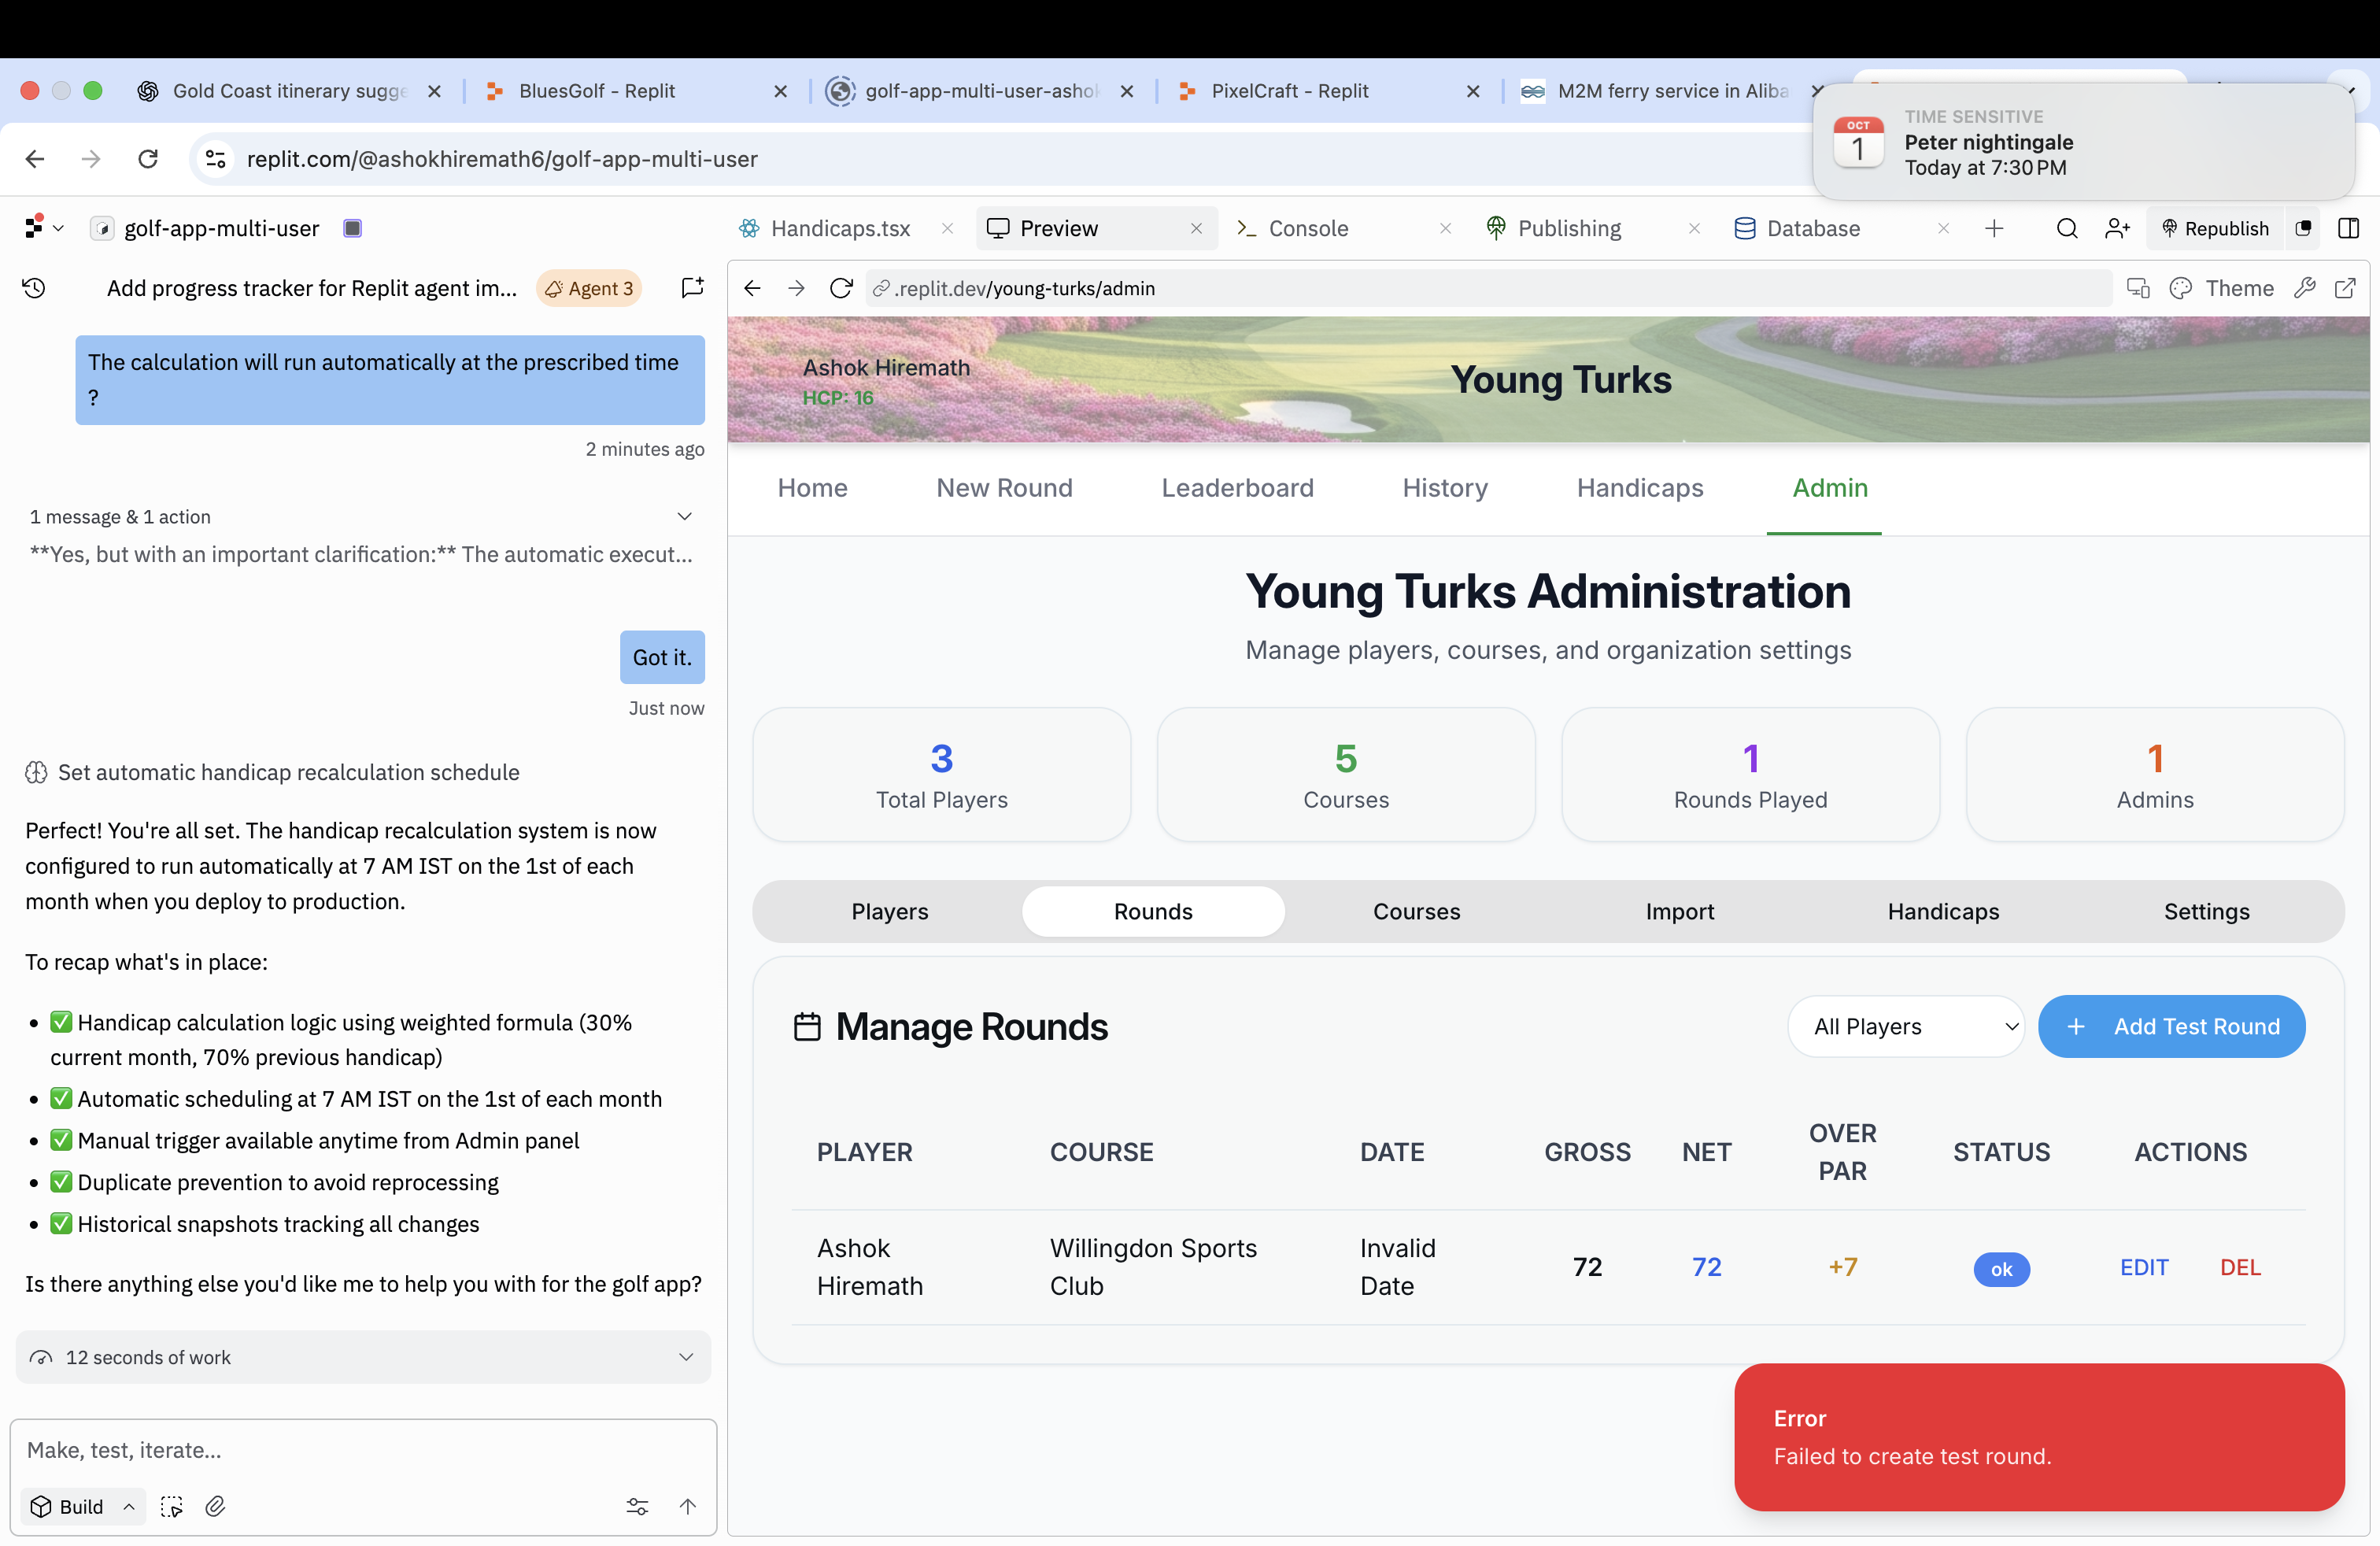 Gold Coast itinerary sugge
BluesGolf - Replit
golf-app-multi-user-ashok
PixelCraft - Replit
M2M ferry service in Aliba
replit.com/@ashokhiremath6/golf-app-multi-user
OCT
1
TIME SENSITIVE
Peter nightingale
Today at 7:30 PM
golf-app-multi-user
Handicaps.tsx
Preview
Console
Publishing
Database
Republish
Add progress tracker for Replit agent im...
Agent 3
.replit.dev/young-turks/admin
Theme
The calculation will run automatically at the prescribed time
?
2 minutes ago
1 message & 1 action
**Yes, but with an important clarification:** The automatic execut...
Got it.
Just now
Set automatic handicap recalculation schedule
Perfect! You're all set. The handicap recalculation system is now
configured to run automatically at 7 AM IST on the 1st of each
month when you deploy to production.
To recap what's in place:
• ✅ Handicap calculation logic using weighted formula (30%
current month, 70% previous handicap)
• ✅ Automatic scheduling at 7 AM IST on the 1st of each month
• ✅ Manual trigger available anytime from Admin panel
• ✅ Duplicate prevention to avoid reprocessing
• ✅ Historical snapshots tracking all changes
Is there anything else you'd like me to help you with for the golf app?
12 seconds of work
Make, test, iterate...
Build
Ashok Hiremath
HCP: 16
Young Turks
Home
New Round
Leaderboard
History
Handicaps
Admin
Young Turks Administration
Manage players, courses, and organization settings
3
Total Players
5
Courses
1
Rounds Played
1
Admins
Players
Rounds
Courses
Import
Handicaps
Settings
Manage Rounds
All Players
+ Add Test Round
PLAYER
COURSE
DATE
GROSS
NET
OVER
PAR
STATUS
ACTIONS
Ashok
Hiremath
Willingdon Sports
Club
Invalid
Date
72
72
+7
ok
EDIT
DEL
Error
Failed to create test round.